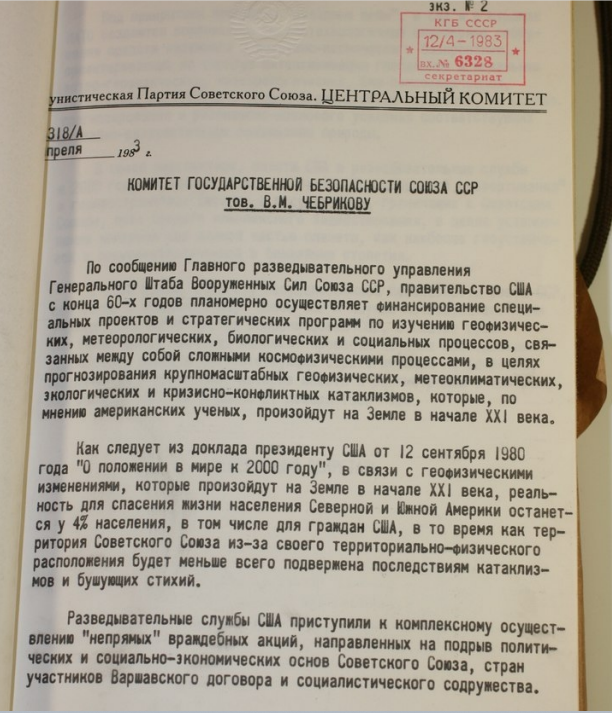 экз. № 2
КГБ СССР
12/4-1983
вх.№ 6328
секретариат
унистическая Партия Советского Союза. ЦЕНТРАЛЬНЫЙ КОМИТЕТ
318/А
преля 1983 г.
КОМИТЕТ ГОСУДАРСТВЕННОЙ БЕЗОПАСНОСТИ СОЮЗА ССР
тов. В.М. ЧЕБРИКОВУ
По сообщению Главного разведывательного управления
Генерального Штаба Вооруженных Сил Союза ССР, правительство США
с конца 60-х годов планомерно осуществляет финансирование специ-
альных проектов и стратегических программ по изучению геофизичес-
ких, метеорологических, биологических и социальных процессов, свя-
занных между собой сложными космофизическими процессами, в целях
прогнозирования крупномасштабных геофизических, метеоклиматических,
экологических и кризисно-конфликтных катаклизмов, которые, по
мнению американских ученых, произойдут на Земле в начале XXI века.
Как следует из доклада президенту США от 12 сентября 1980
года "О положении в мире к 2000 году", в связи с геофизическими
изменениями, которые произойдут на Земле в начале XXI века, реаль-
ность для спасения жизни населения Северной и Южной Америки останет-
ся у 4% населения, в том числе для граждан США, в то время как тер-
ритория Советского Союза из-за своего территориально-физического
расположения будет меньше всего подвержена последствиям катаклиз-
мов и бушующих стихий.
Разведывательные службы США приступили к комплексному осущест-
влению "непрямых" враждебных акций, направленных на подрыв полити-
ческих и социально-экономических основ Советского Союза, стран
участников Варшавского договора и социалистического содружества.